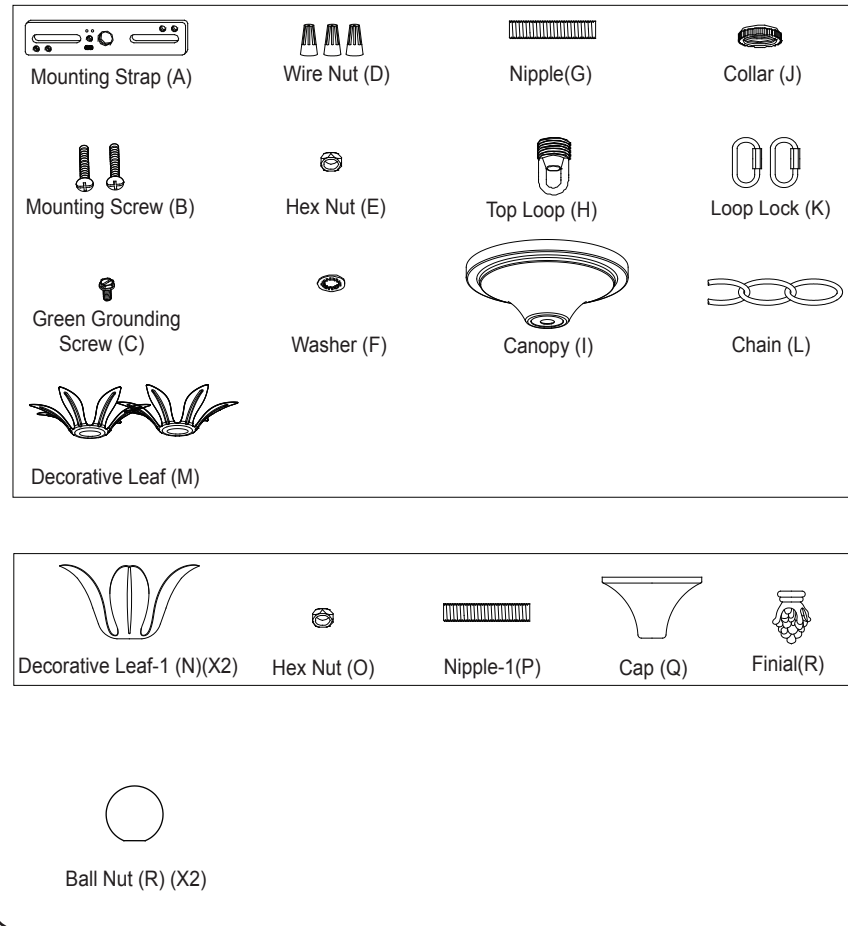 Mounting Strap (A)
Wire Nut (D)
Nipple(G)
Collar (J)
Mounting Screw (B)
Hex Nut (E)
Top Loop (H)
Loop Lock (K)
Green Grounding
Screw (C)
Washer (F)
Canopy (I)
Chain (L)
Decorative Leaf (M)
Decorative Leaf-1 (N)(X2)
Hex Nut (O)
Nipple-1(P)
Cap (Q)
Finial(R)
Ball Nut (R) (X2)